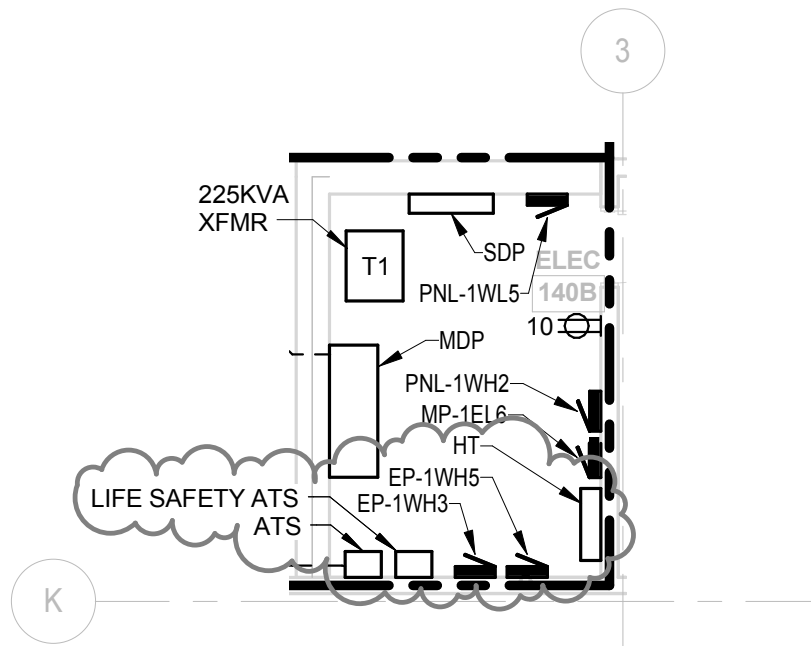 3
225KVA
XFMR
T1
SDP
ELEC
PNL-1WL5
140B
10
MDP
PNL-1WH2
MP-1EL6
HT
EP-1WH5
LIFE SAFETY ATS
EP-1WH3
ATS
K